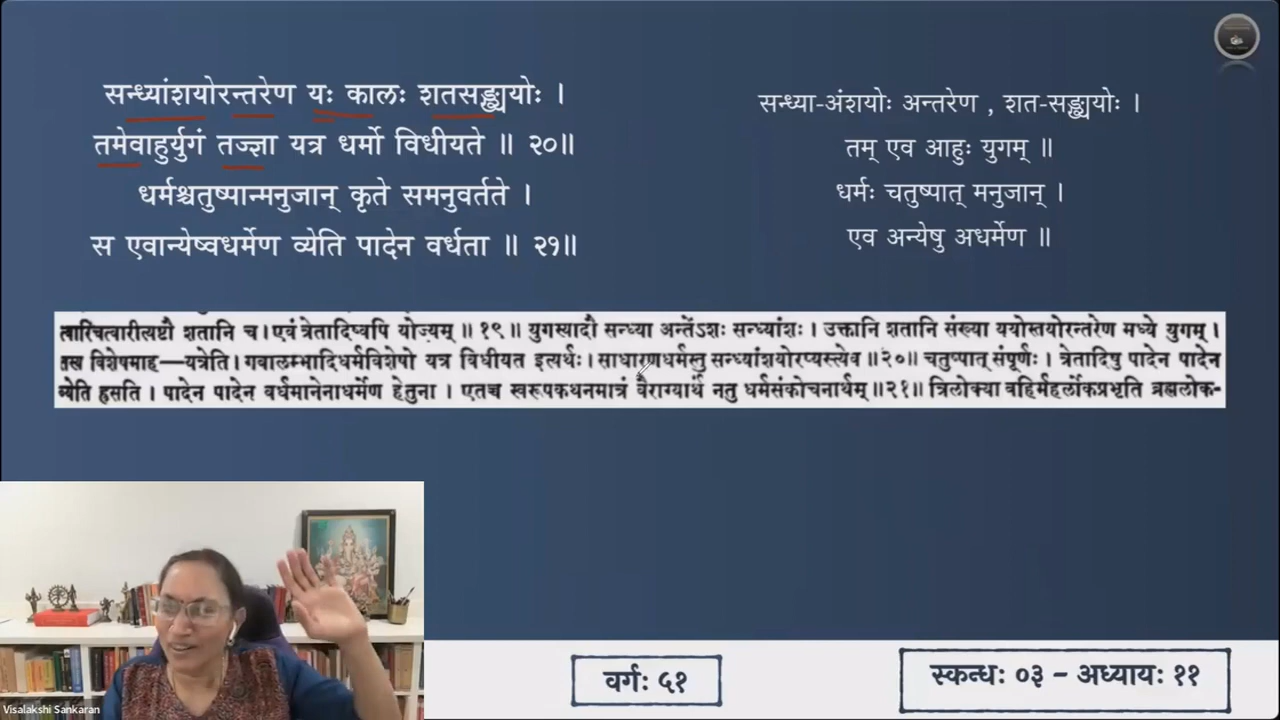 सन्ध्यांशयोरन्तरेण यः कालः शतसङ्ख्ययोः ।
तमेवाहुर्युगं तज्ज्ञा यत्र धर्मो विधीयते ॥ २०॥
धर्मश्चतुष्पान्मनुजान् कृते समनुवर्तते ।
स एवान्येष्वधर्मेण व्येति पादेन वर्धता ॥ २१॥
सन्ध्या-अंशयोः अन्तरेण , शत-सङ्ख्ययोः ।
तम् एव आहुः युगम् ॥
धर्मः चतुष्पात् मनुजान् ।
एव अन्येषु अधर्मेण ॥
त्वारिचत्वारीत्यष्टौ शतानि च। एवं त्रेतादिष्वपि योज्यम् ॥ १९ ॥ युगस्यादौ सन्ध्या अन्तेंऽशः सन्ध्यांशः । उक्तानि शतानि संख्या ययोस्तयोरन्तरेण मध्ये युगम् ।
तस्य विशेषमाह—यत्रेति । गवालम्भादिधर्मविशेषो यत्र विधीयत इत्यर्थः। साधारणधर्मस्तु सन्ध्यांशयोरप्यस्त्येव ॥२०॥ चतुष्पात् संपूर्णः । त्रेतादिषु पादेन पादेन
व्येति ह्रसति । पादेन पादेन वर्धमानेनाधर्मेण हेतुना । एतच्च स्वरूपकथनमात्रं वैराग्यार्थं नतु धर्मसंकोचनार्थम् ॥२१॥ त्रिलोक्या बहिर्महर्लोकप्रभृति ब्रह्मलोक-
Visalakshi Sankaran
वर्गः ५१
स्कन्धः ०३ – अध्यायः ११